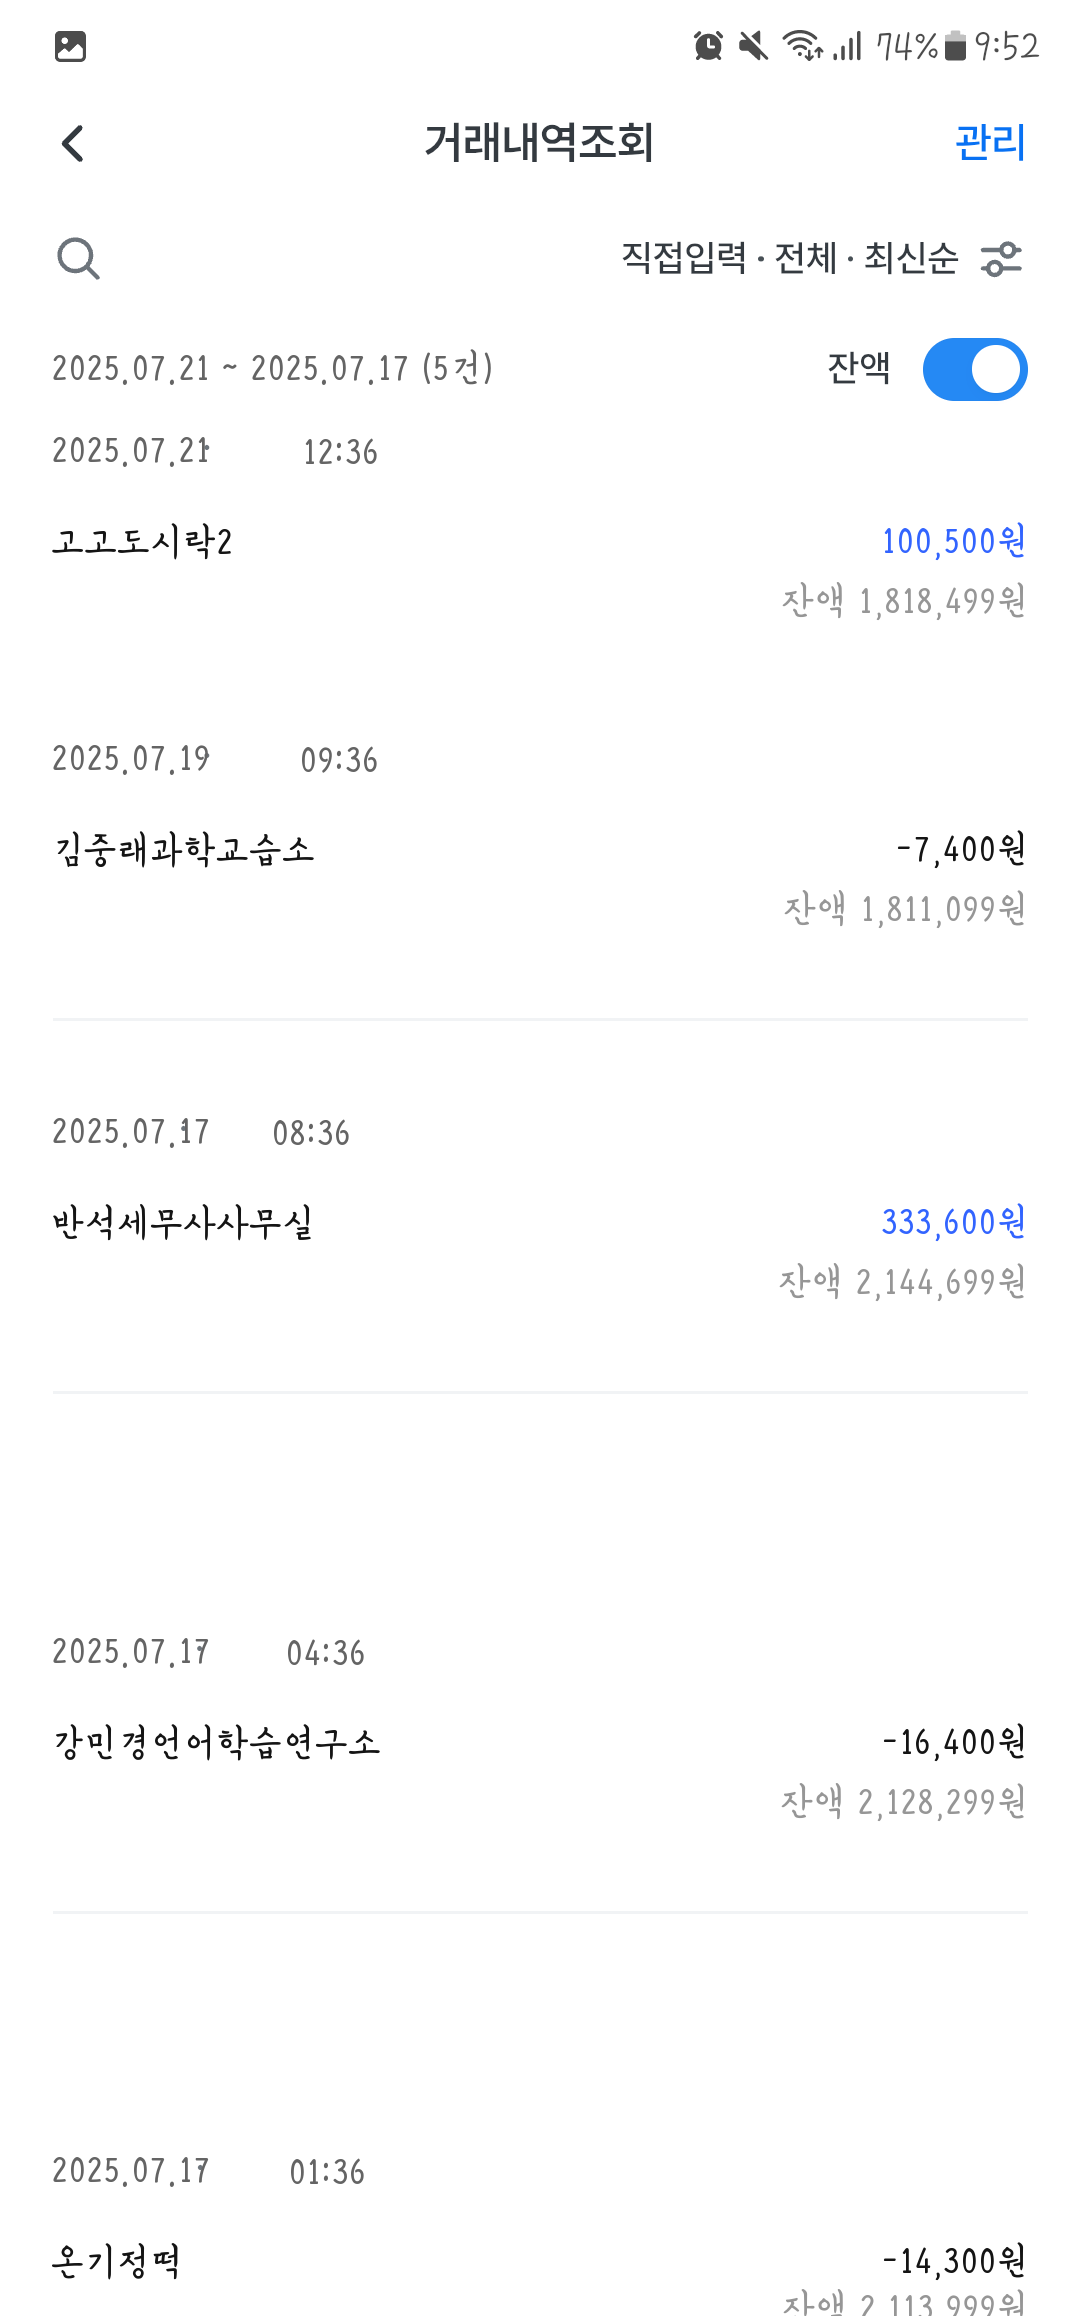 74% 9:52
거래내역조회 관리
직접입력 · 전체 · 최신순
2025.07.21 ~ 2025.07.17 (5건) 잔액
2025.07.21 12:36
고고도시락2 100,500원
잔액 1,818,499원
2025.07.19 09:36
김중래과학교습소 -7,400원
잔액 1,811,099원
2025.07.17 08:36
반석세무사사무실 333,600원
잔액 2,144,699원
2025.07.17 04:36
강민경언어학습연구소 -16,400원
잔액 2,128,299원
2025.07.17 01:36
온기정떡 -14,300원
잔액 2,113,999원